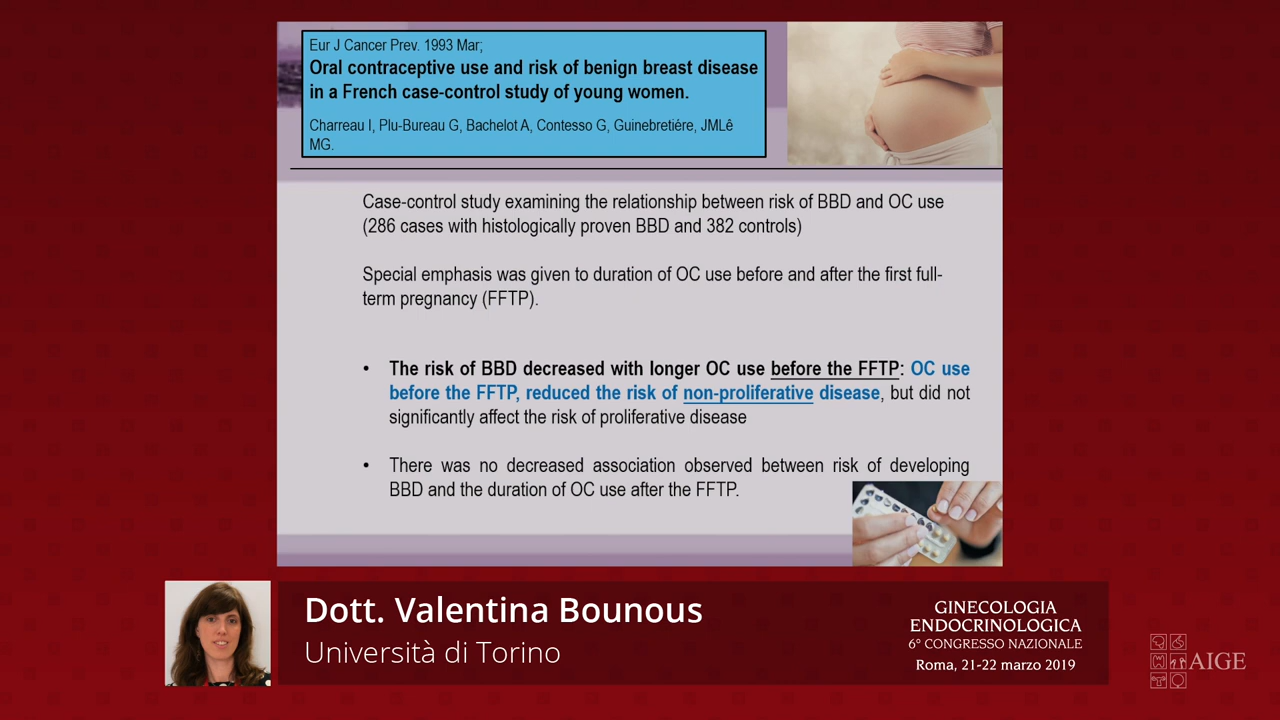 Eur J Cancer Prev. 1993 Mar;
Oral contraceptive use and risk of benign breast disease
in a French case-control study of young women.
Charreau I, Plu-Bureau G, Bachelot A, Contesso G, Guinebretiére, JMLê
MG.
Case-control study examining the relationship between risk of BBD and OC use
(286 cases with histologically proven BBD and 382 controls)
Special emphasis was given to duration of OC use before and after the first full-
term pregnancy (FFTP).
• The risk of BBD decreased with longer OC use before the FFTP: OC use
before the FFTP, reduced the risk of non-proliferative disease, but did not
significantly affect the risk of proliferative disease
• There was no decreased association observed between risk of developing
BBD and the duration of OC use after the FFTP.
Dott. Valentina Bounous
Università di Torino
GINECOLOGIA
ENDOCRINOLOGICA
6° CONGRESSO NAZIONALE
Roma, 21-22 marzo 2019
AIGE